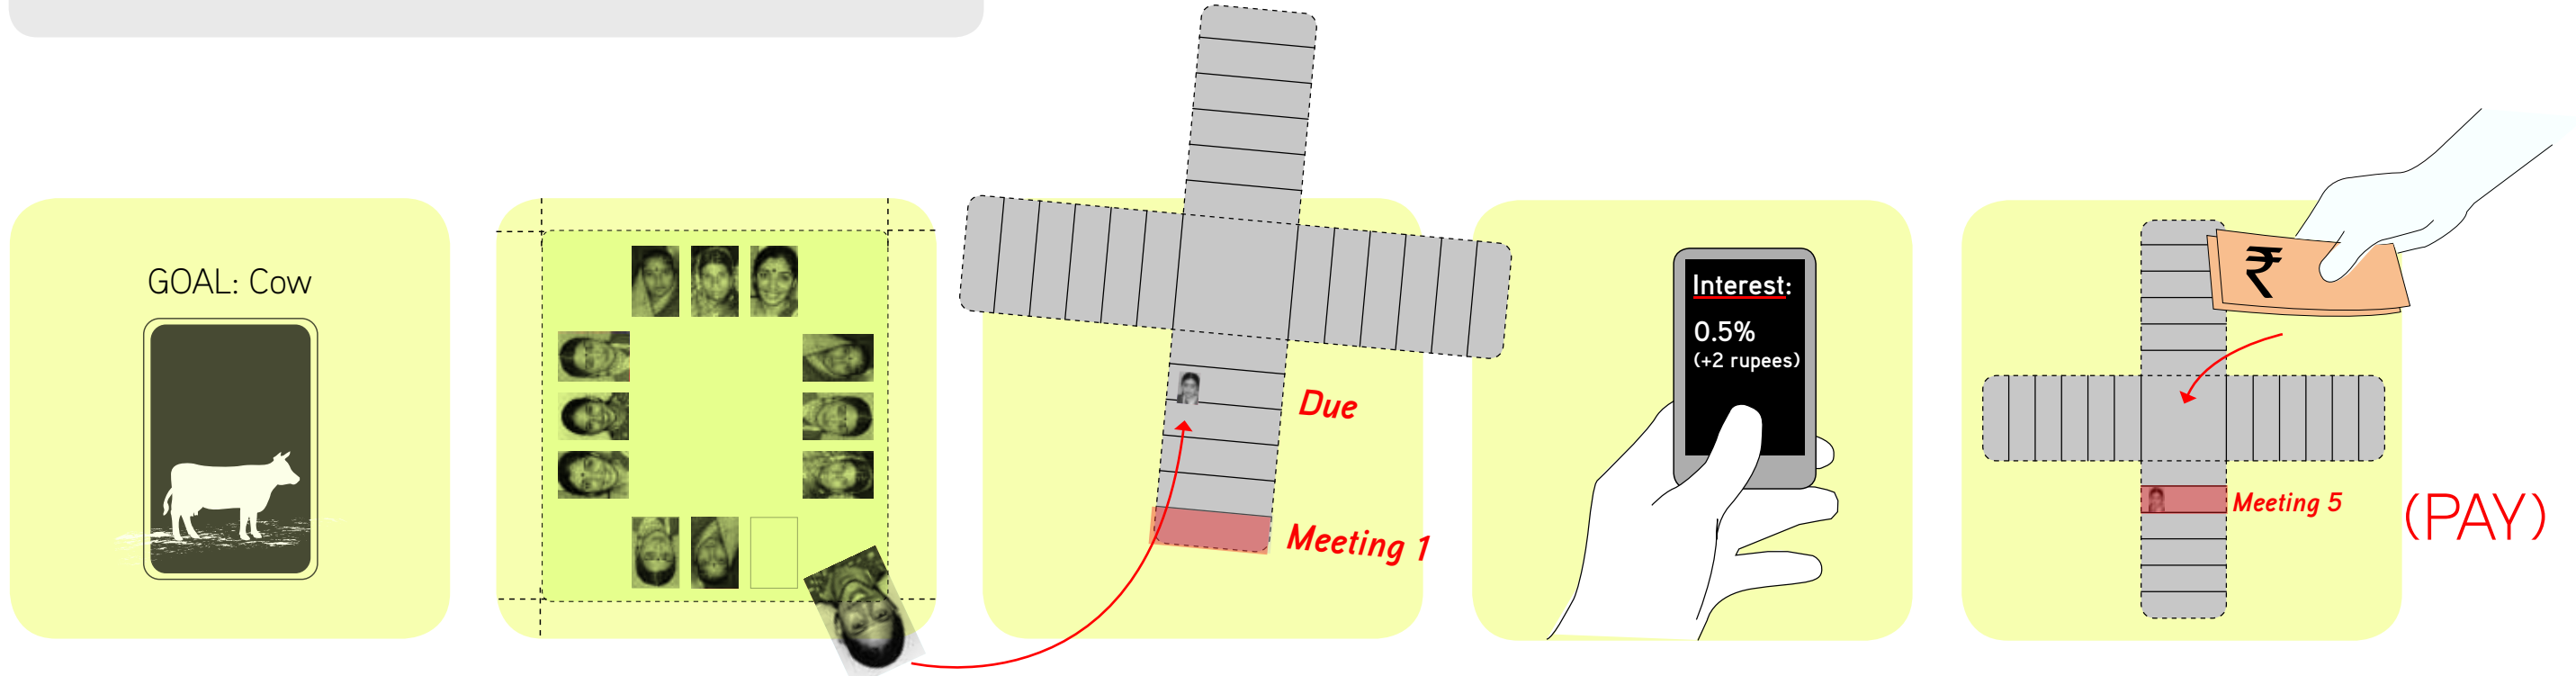 GOAL: Cow
Due
Meeting 1
Interest:
0.5%
(+2 rupees)
₹
Meeting 5
(PAY)